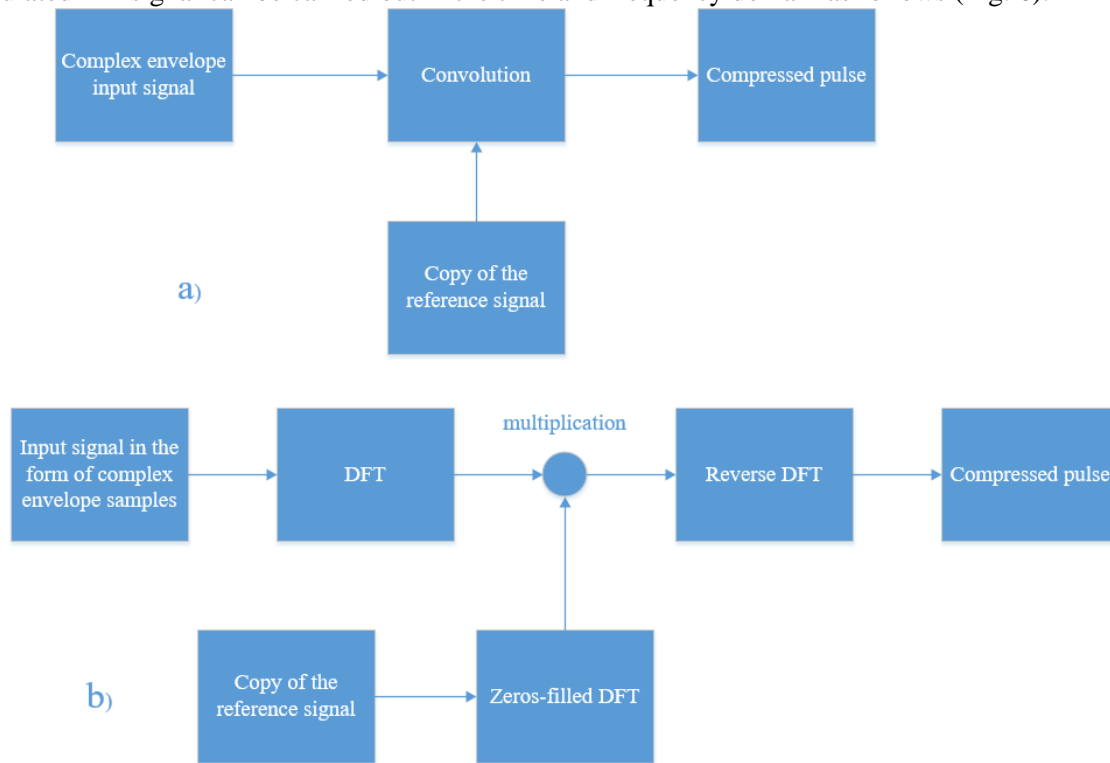 Complex envelope
input signal
Convolution
Compressed pulse
Copy of the
reference signal
a)
multiplication
Input signal in the
form of complex
envelope samples
DFT
Reverse DFT
Compressed pulse
Copy of the
reference signal
Zeros-filled DFT
b)